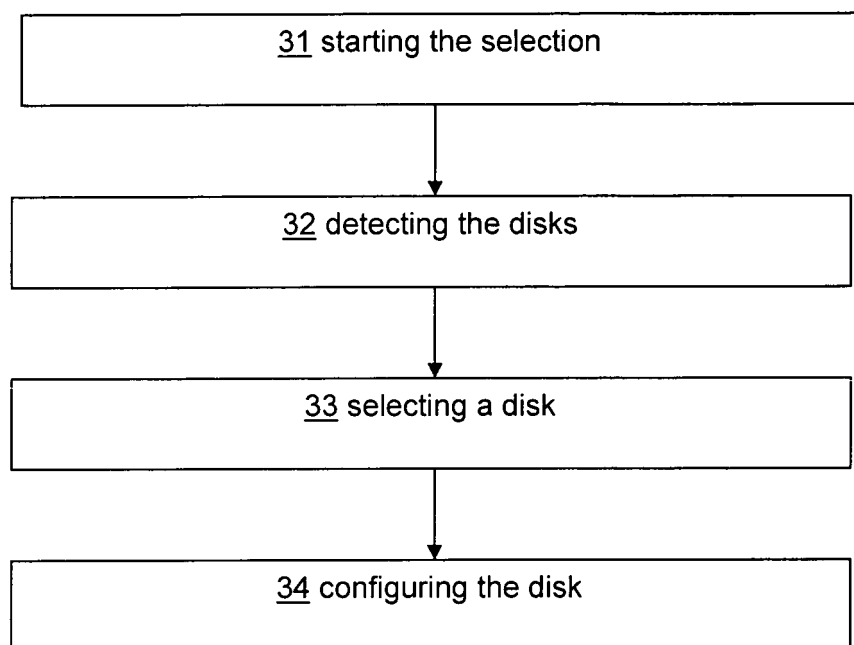 31 starting the selection
32 detecting the disks
33 selecting a disk
34 configuring the disk